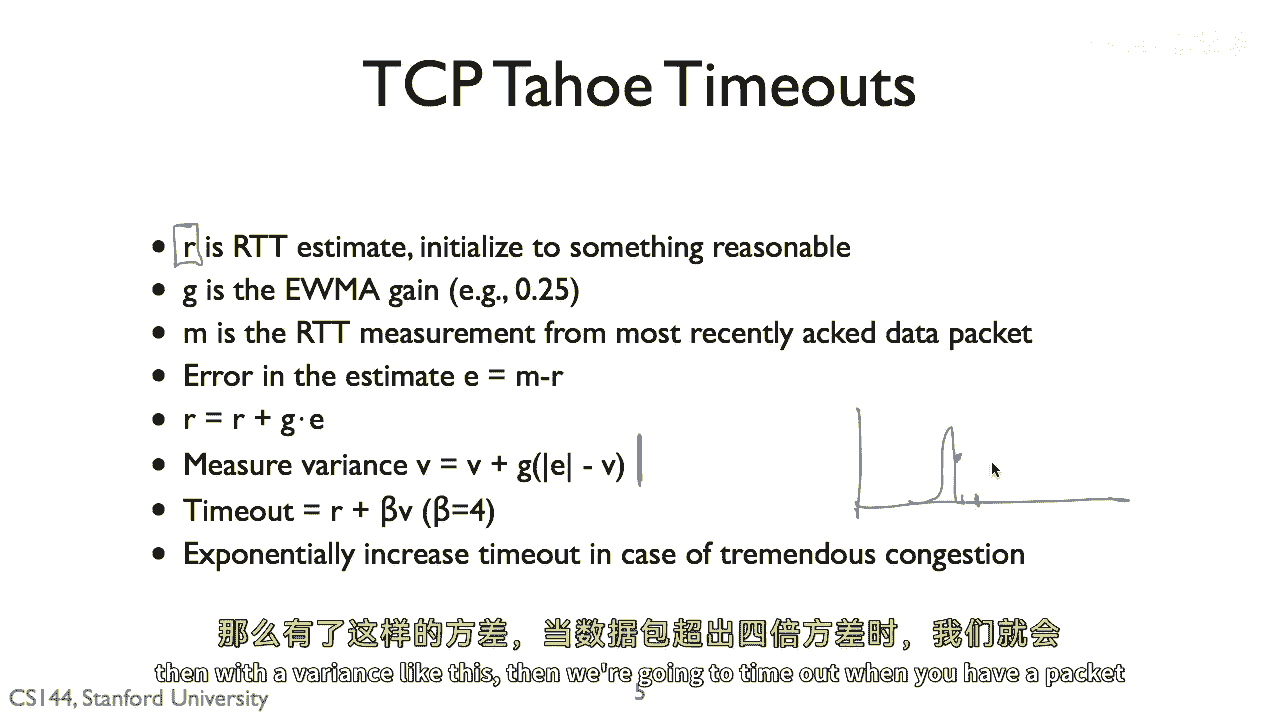 TCP Tahoe Timeouts
• r is RTT estimate, initialize to something reasonable
• g is the EWMA gain (e.g., 0.25)
• m is the RTT measurement from most recently acked data packet
• Error in the estimate e = m-r
• r = r + g·e
• Measure variance v = v + g(|e| - v)
• Timeout = r + βv (β=4)
• Exponentially increase timeout in case of tremendous congestion
那么有了这样的方差，当数据包超出四倍方差时，我们就会
then with a variance like this, then we're going to time out when you have a packet
CS144, Stanford University
5